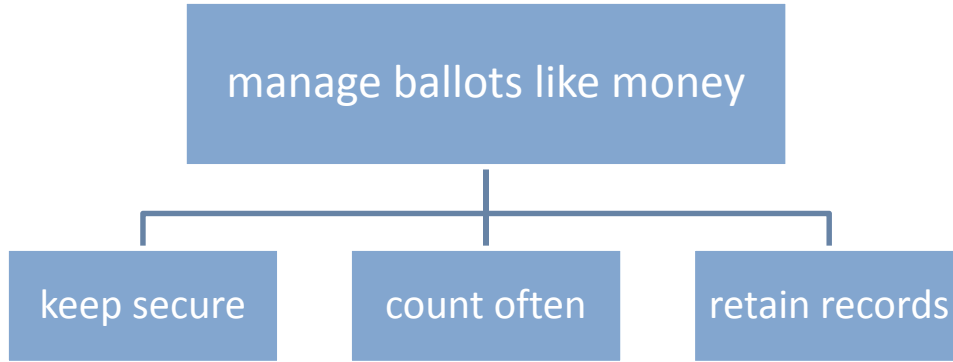 manage ballots like money
keep secure
count often
retain records